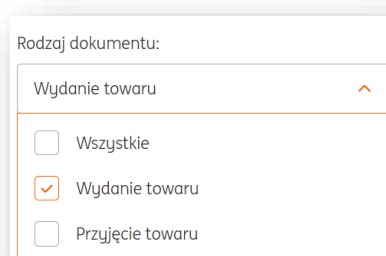 Rodzaj dokumentu:
Wydanie towaru
Wszystkie
Wydanie towaru
Przyjęcie towaru